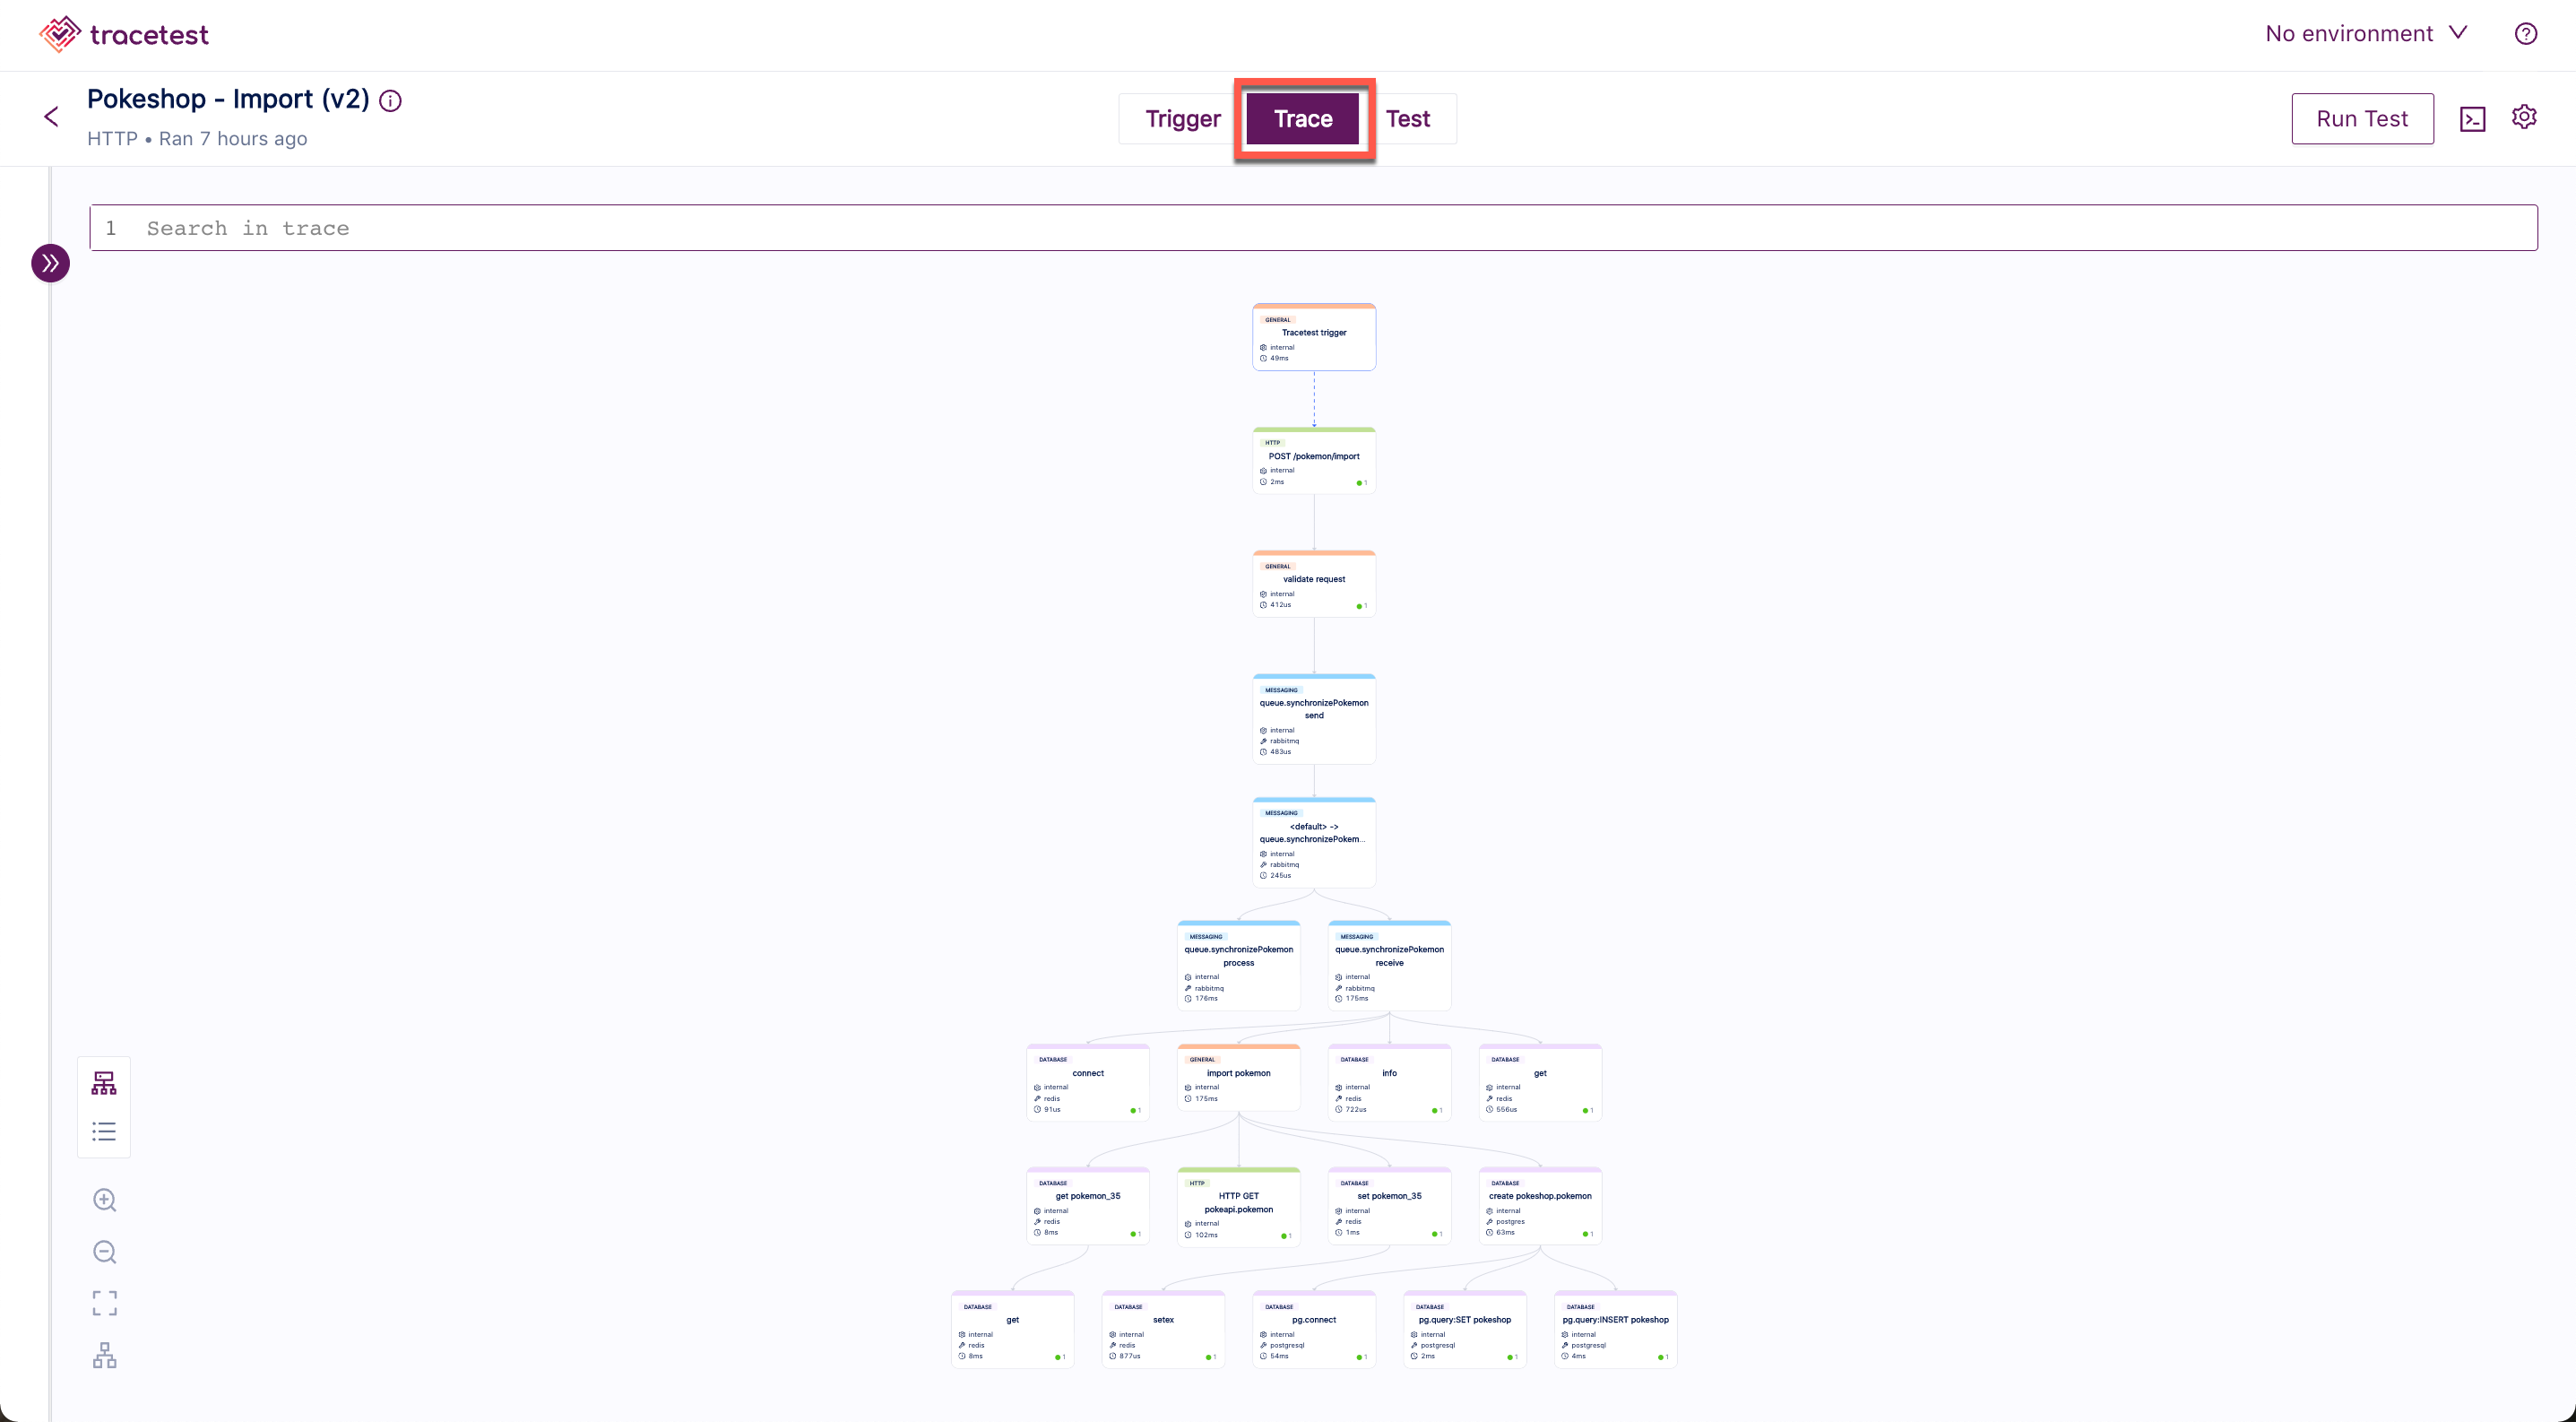 tracetest
No environment
Pokeshop - Import (v2)
HTTP • Ran 7 hours ago
Trigger
Trace
Test
Run Test
1 Search in trace
GENERAL
Tracetest trigger
internal
49ms
HTTP
POST /pokemon/import
internal
2ms
1
GENERAL
validate request
internal
412us
1
MESSAGING
queue.synchronizePokemon
send
internal
rabbitmq
483us
MESSAGING
<default> ->
queue.synchronizePokem...
internal
rabbitmq
245us
MESSAGING
queue.synchronizePokemon
process
internal
rabbitmq
176ms
MESSAGING
queue.synchronizePokemon
receive
internal
rabbitmq
175ms
DATABASE
connect
internal
redis
91us
1
GENERAL
import pokemon
internal
175ms
DATABASE
info
internal
redis
722us
1
DATABASE
get
internal
redis
556us
1
DATABASE
get pokemon_35
internal
redis
8ms
1
HTTP
HTTP GET
pokeapi.pokemon
internal
102ms
1
DATABASE
set pokemon_35
internal
redis
1ms
1
DATABASE
create pokeshop.pokemon
internal
postgres
63ms
1
DATABASE
get
internal
redis
8ms
1
DATABASE
setex
internal
redis
877us
1
DATABASE
pg.connect
internal
postgresql
54ms
1
DATABASE
pg.query:SET pokeshop
internal
postgresql
2ms
1
DATABASE
pg.query:INSERT pokeshop
internal
postgresql
4ms
1